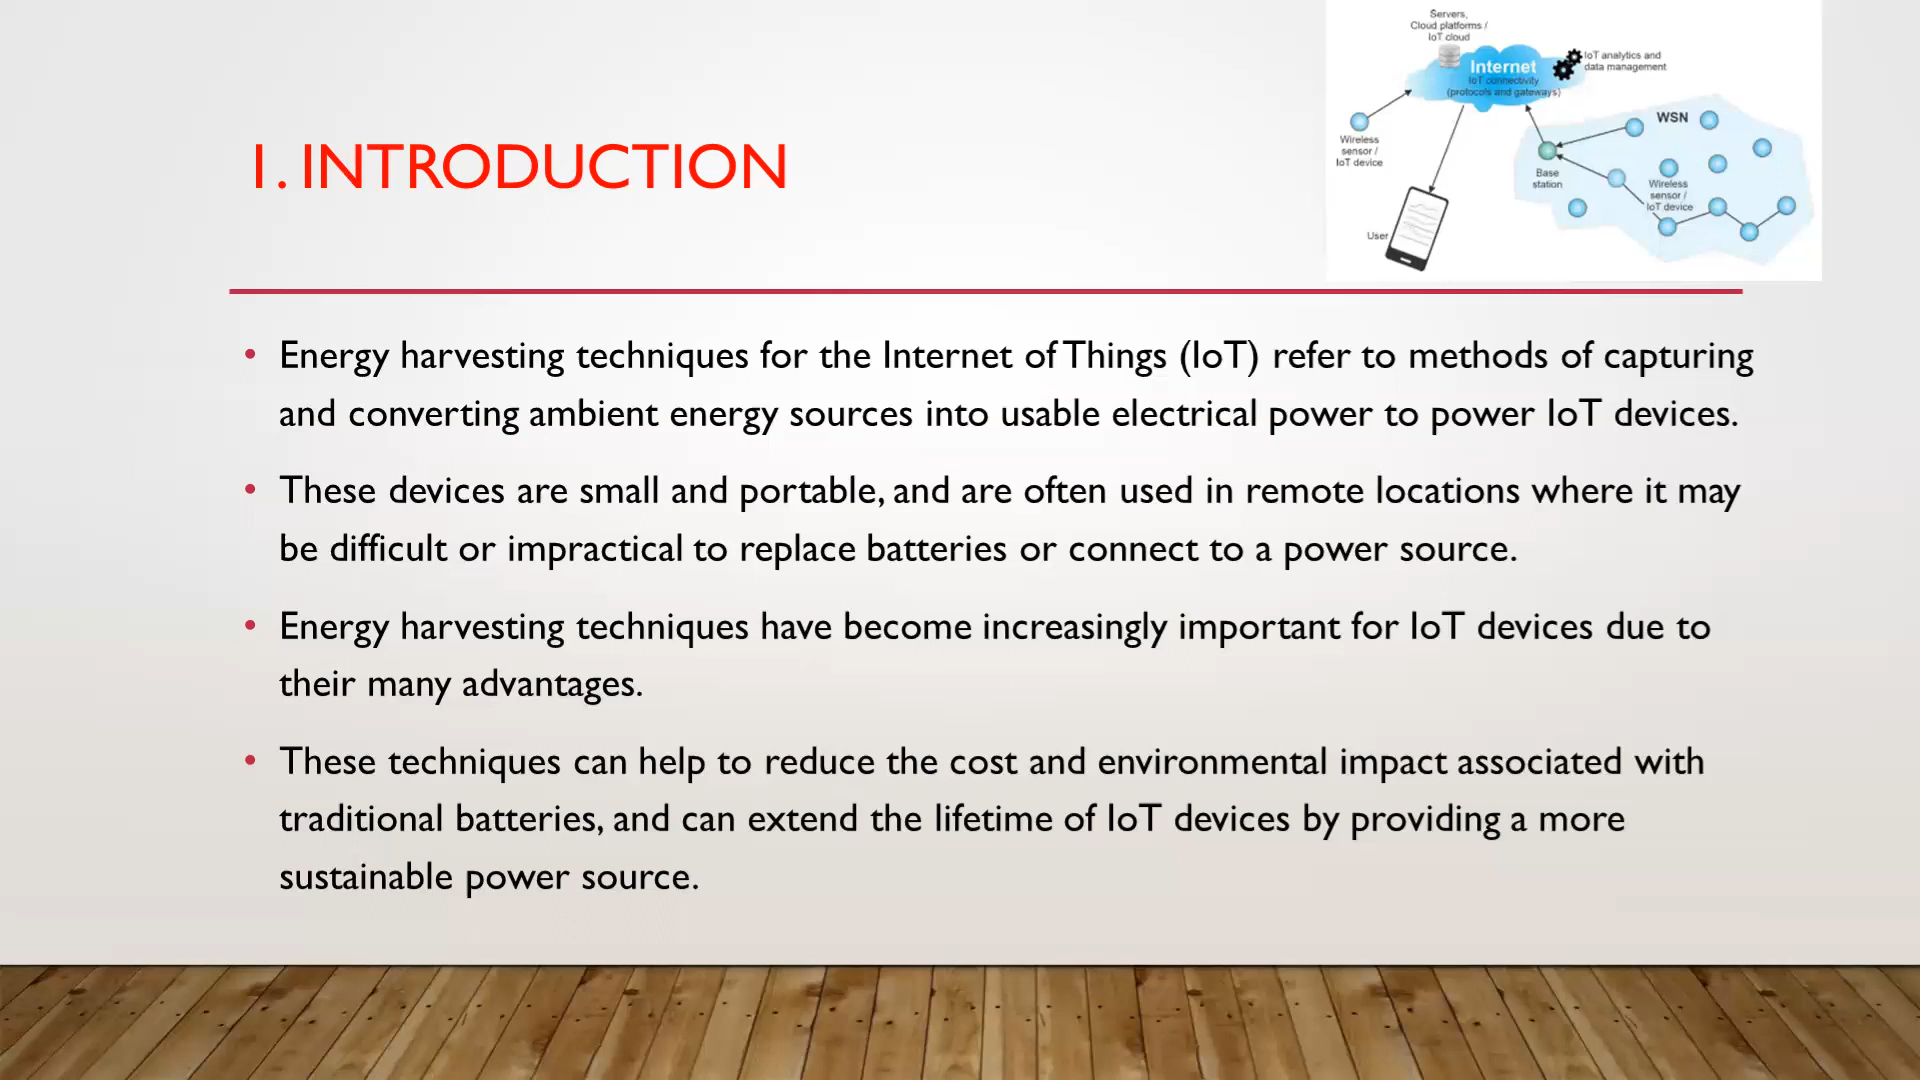 Servers,
Cloud platforms /
IoT cloud
Internet
IoT connectivity
(protocols and gateways)
IoT analytics and
data management
WSN
Wireless
sensor /
IoT device
Base
station
Wireless
sensor /
IoT device
User
1. INTRODUCTION
• Energy harvesting techniques for the Internet of Things (IoT) refer to methods of capturing
and converting ambient energy sources into usable electrical power to power IoT devices.
• These devices are small and portable, and are often used in remote locations where it may
be difficult or impractical to replace batteries or connect to a power source.
• Energy harvesting techniques have become increasingly important for IoT devices due to
their many advantages.
• These techniques can help to reduce the cost and environmental impact associated with
traditional batteries, and can extend the lifetime of IoT devices by providing a more
sustainable power source.